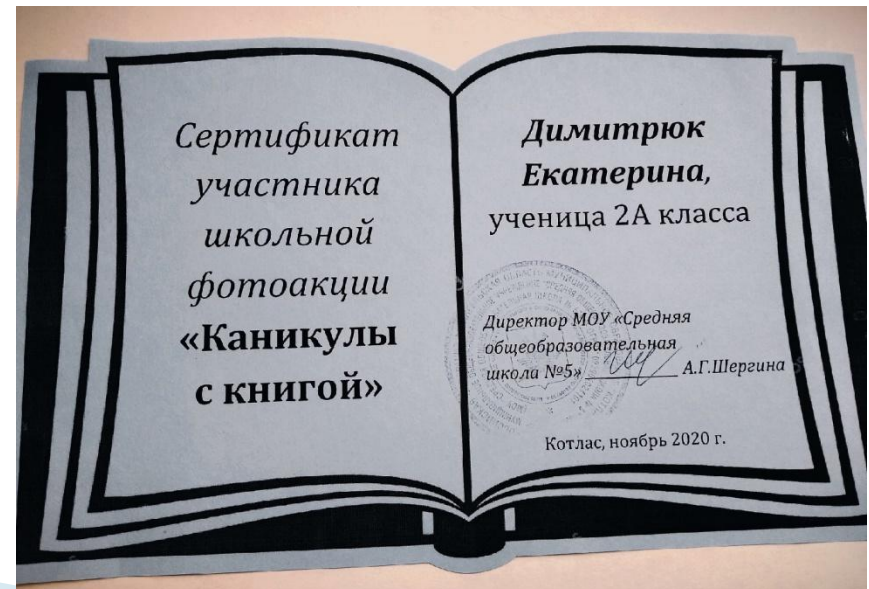 Сертификат
участника
школьной
фотоакции
«Каникулы
с книгой»
Димитрюк
Екатерина,
ученица 2А класса
Директор МОУ «Средняя
общеобразовательная
школа №5» А.Г.Шергина
Котлас, ноябрь 2020 г.